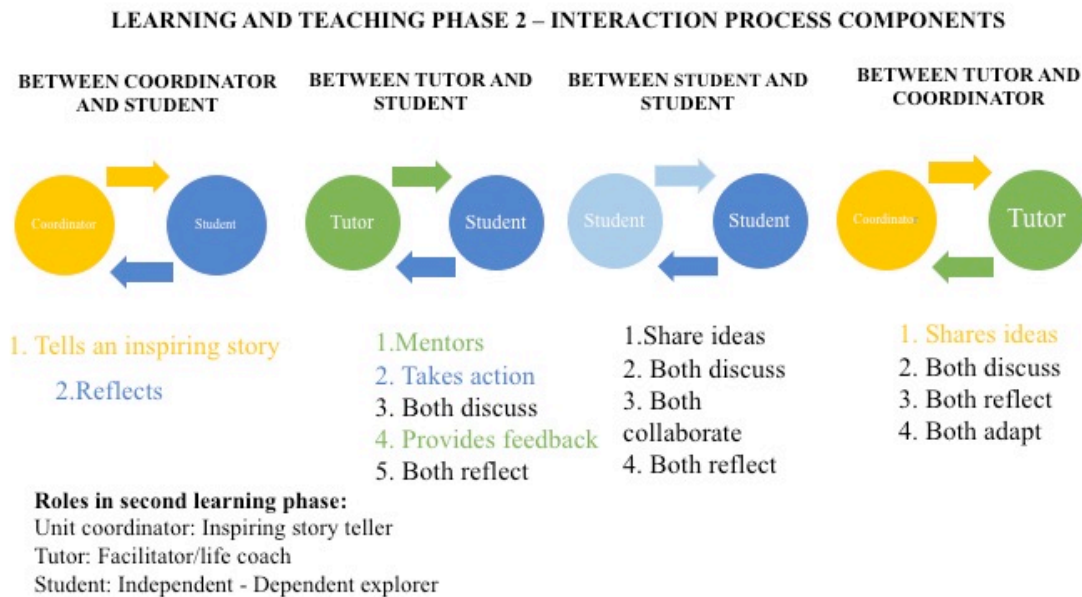 LEARNING AND TEACHING PHASE 2 – INTERACTION PROCESS COMPONENTS
BETWEEN COORDINATOR
AND STUDENT
Coordinator
Student
1. Tells an inspiring story
2.Reflects
BETWEEN TUTOR AND
STUDENT
Tutor
Student
1.Mentors
2. Takes action
3. Both discuss
4. Provides feedback
5. Both reflect
BETWEEN STUDENT AND
STUDENT
Student
Student
1.Share ideas
2. Both discuss
3. Both
collaborate
4. Both reflect
BETWEEN TUTOR AND
COORDINATOR
Coordinator
Tutor
1. Shares ideas
2. Both discuss
3. Both reflect
4. Both adapt
Roles in second learning phase:
Unit coordinator: Inspiring story teller
Tutor: Facilitator/life coach
Student: Independent - Dependent explorer